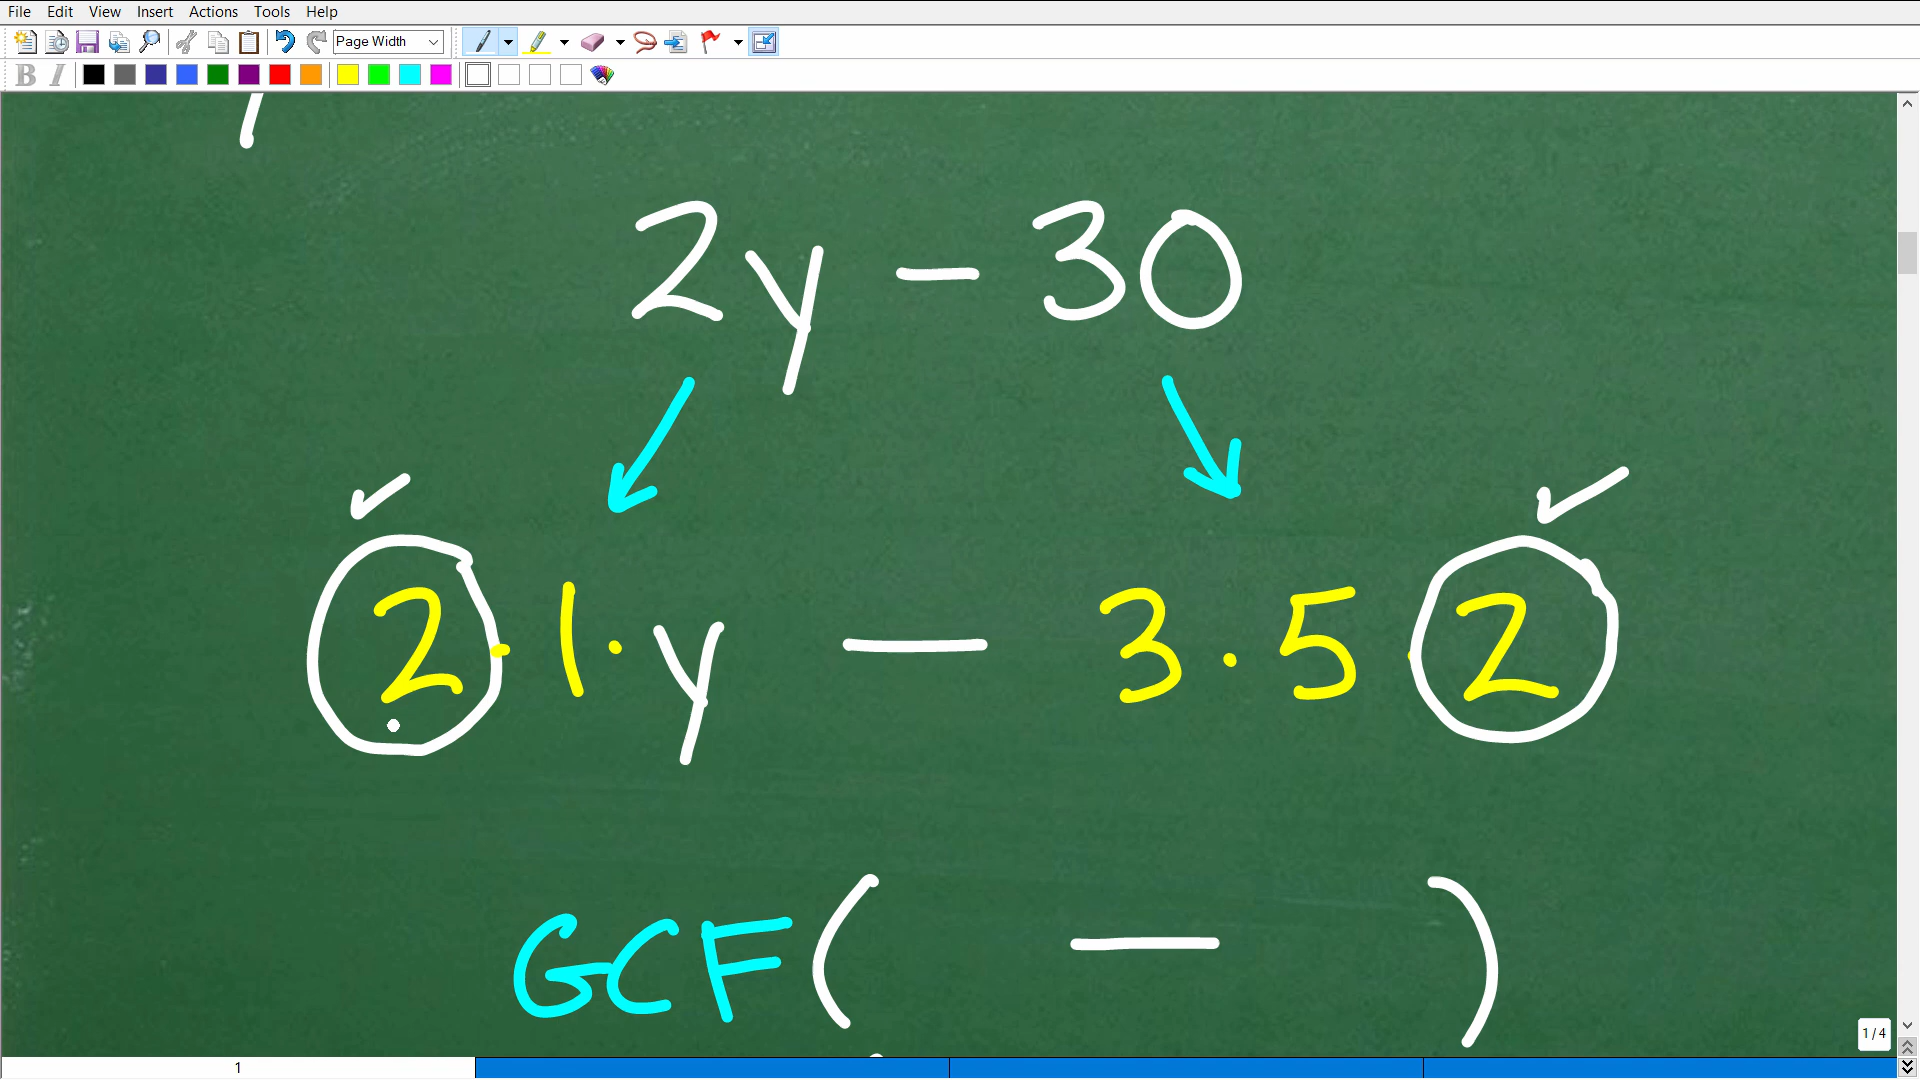 File Edit View Insert Actions Tools Help
Page Width
B I
2y - 30
2 · 1 · y - 3 · 5 · 2
GCF ( - )
1 / 4
1